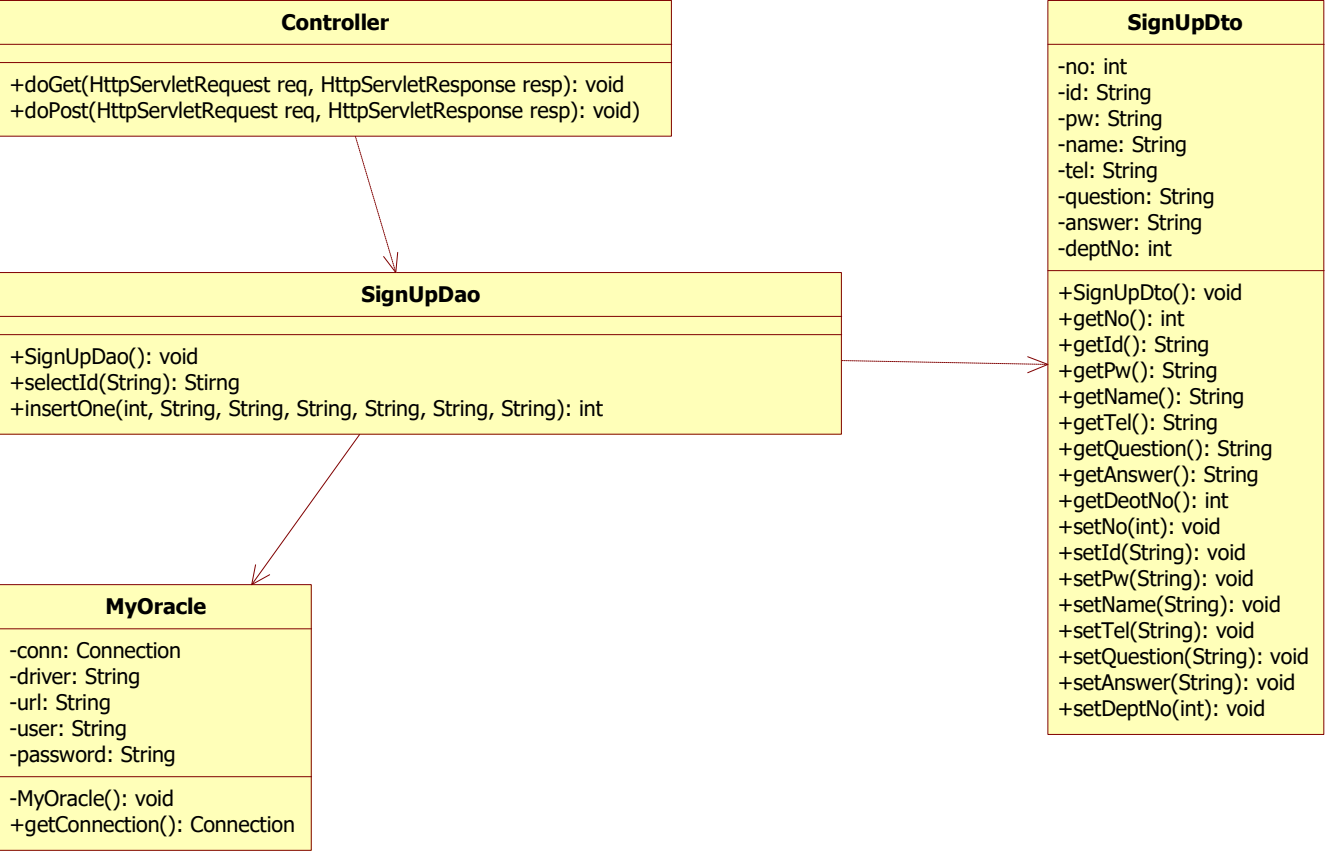 Controller
+doGet(HttpServletRequest req, HttpServletResponse resp): void
+doPost(HttpServletRequest req, HttpServletResponse resp): void)
SignUpDao
+SignUpDao(): void
+selectId(String): Stirng
+insertOne(int, String, String, String, String, String, String): int
MyOracle
-conn: Connection
-driver: String
-url: String
-user: String
-password: String
-MyOracle(): void
+getConnection(): Connection
SignUpDto
-no: int
-id: String
-pw: String
-name: String
-tel: String
-question: String
-answer: String
-deptNo: int
+SignUpDto(): void
+getNo(): int
+getId(): String
+getPw(): String
+getName(): String
+getTel(): String
+getQuestion(): String
+getAnswer(): String
+getDeotNo(): int
+setNo(int): void
+setId(String): void
+setPw(String): void
+setName(String): void
+setTel(String): void
+setQuestion(String): void
+setAnswer(String): void
+setDeptNo(int): void